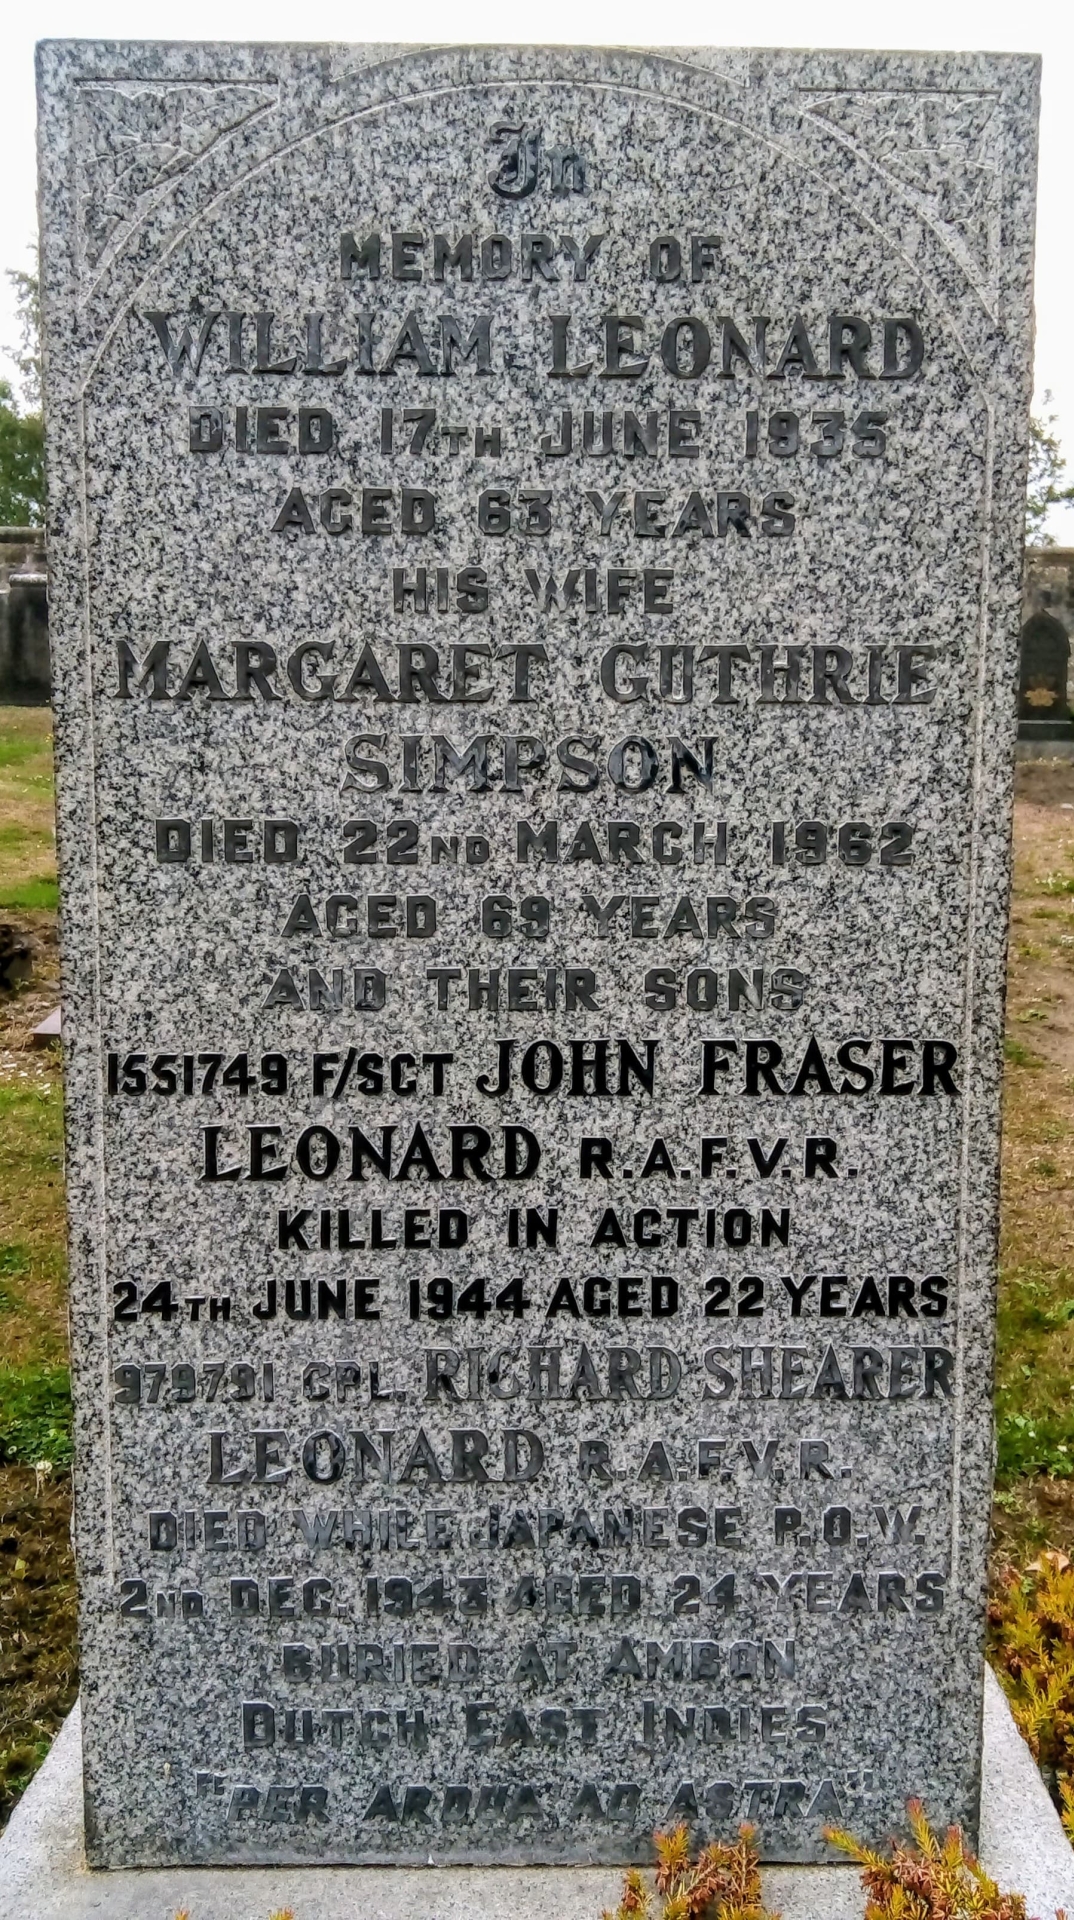 In
MEMORY OF
WILLIAM LEONARD
DIED 17TH JUNE 1935
AGED 63 YEARS
HIS WIFE
MARGARET GUTHRIE
SIMPSON
DIED 22ND MARCH 1962
AGED 69 YEARS
AND THEIR SONS
1551749 F/SGT JOHN FRASER
LEONARD R.A.F.V.R.
KILLED IN ACTION
24TH JUNE 1944 AGED 22 YEARS
979791 CPL. RICHARD SHEARER
LEONARD R.A.F.V.R.
DIED WHILE JAPANESE P.O.W.
2ND DEC. 1943 AGED 24 YEARS
BURIED AT AMBON
DUTCH EAST INDIES
"PER ARDUA AD ASTRA"